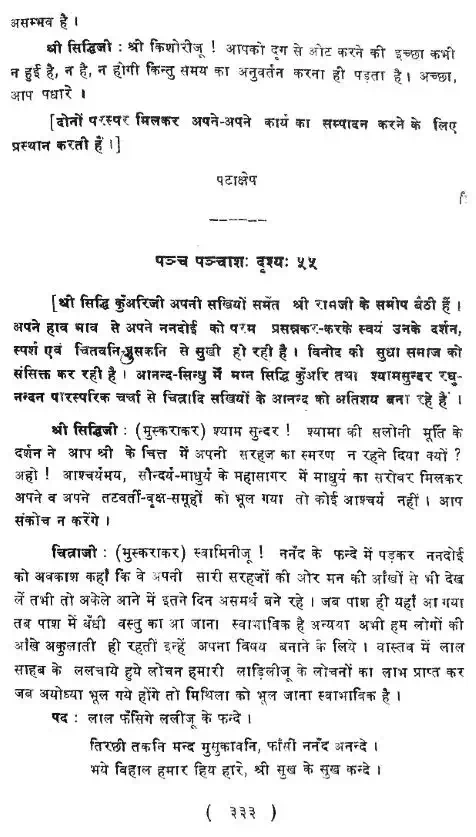 असम्भव है ।
श्री सिद्धिजी : श्री किशोरीजू ! आपको दृग से ओट करने की इच्छा कभी
न हुई है, न है, न होगी किन्तु समय का अनुवर्तन करना ही पड़ता है । अच्छा,
आप पधारें ।
[दोनों परस्पर मिलकर अपने-अपने कार्य का सम्पादन करने के लिए
प्रस्थान करती हैं ।]
पटाक्षेप
पञ्च पञ्चाशः दृश्यः ५५
[श्री सिद्धि कुँअरिजी अपनी सखियों समेत श्री रामजी के समीप बैठी हैं ।
अपने हाव भाव से अपने ननदोई को परम प्रसन्नकर-करके स्वयं उनके दर्शन,
स्पर्श एवं चितवनि मुसकनि से सुखी हो रही है । विनोद की सुधा समाज को
संसिक्त कर रही है । आनन्द-सिन्धु में मग्न सिद्धि कुँअरि तथा श्यामसुन्दर रघु-
नन्दन पारस्परिक चर्चा से चित्रादि सखियों के आनन्द को अतिशय बना रहे है ।
श्री सिद्धिजी : (मुस्कराकर) श्याम सुन्दर ! श्यामा की सलोनी मूर्ति के
दर्शन ने आप श्री के चित्त में अपनी सरहज का स्मरण न रहने दिया क्यों ?
अहो ! आश्चर्यमय, सौन्दर्य-माधुर्य के महासागर में माधुर्य का सरोवर मिलकर
अपने व अपने तटवर्ती-वृक्ष-समूहों को भूल गया तो कोई आश्चर्य नहीं । आप
संकोच न करेंगे ।
चित्राजी : (मुस्कराकर) स्वामिनीजू ! ननँद के फन्दे में पड़कर ननदोई
को अवकाश कहाँ कि वे अपनी सारी सरहजों की ओर मन की आँखों से भी देख
लें तभी तो अकेले आने में इतने दिन असमर्थ बने रहे । जब पाश ही यहाँ आ गया
तब पाश में बँधी वस्तु का आ जाना स्वाभाविक है अन्यथा अभी हम लोगों की
आँखे अकुलाती ही रहतीं इन्हें अपना विषय बनाने के लिये । वास्तव में लाल
साहब के ललचाये हुये लोचन हमारी लाड़िलीजू के लोचनों का लाभ प्राप्त कर
जब अयोध्या भूल गये होंगे तो मिथिला को भूल जाना स्वाभाविक है ।
पद : लाल फँसिगे ललीजू के फन्दे ।
तिरछी तकनि मन्द मुसुकावनि, फाँसी ननँद अनन्दे ।
भये विहाल हमार हिय हारे, श्री सुख के सुख कन्दे ।
( ३३३ )